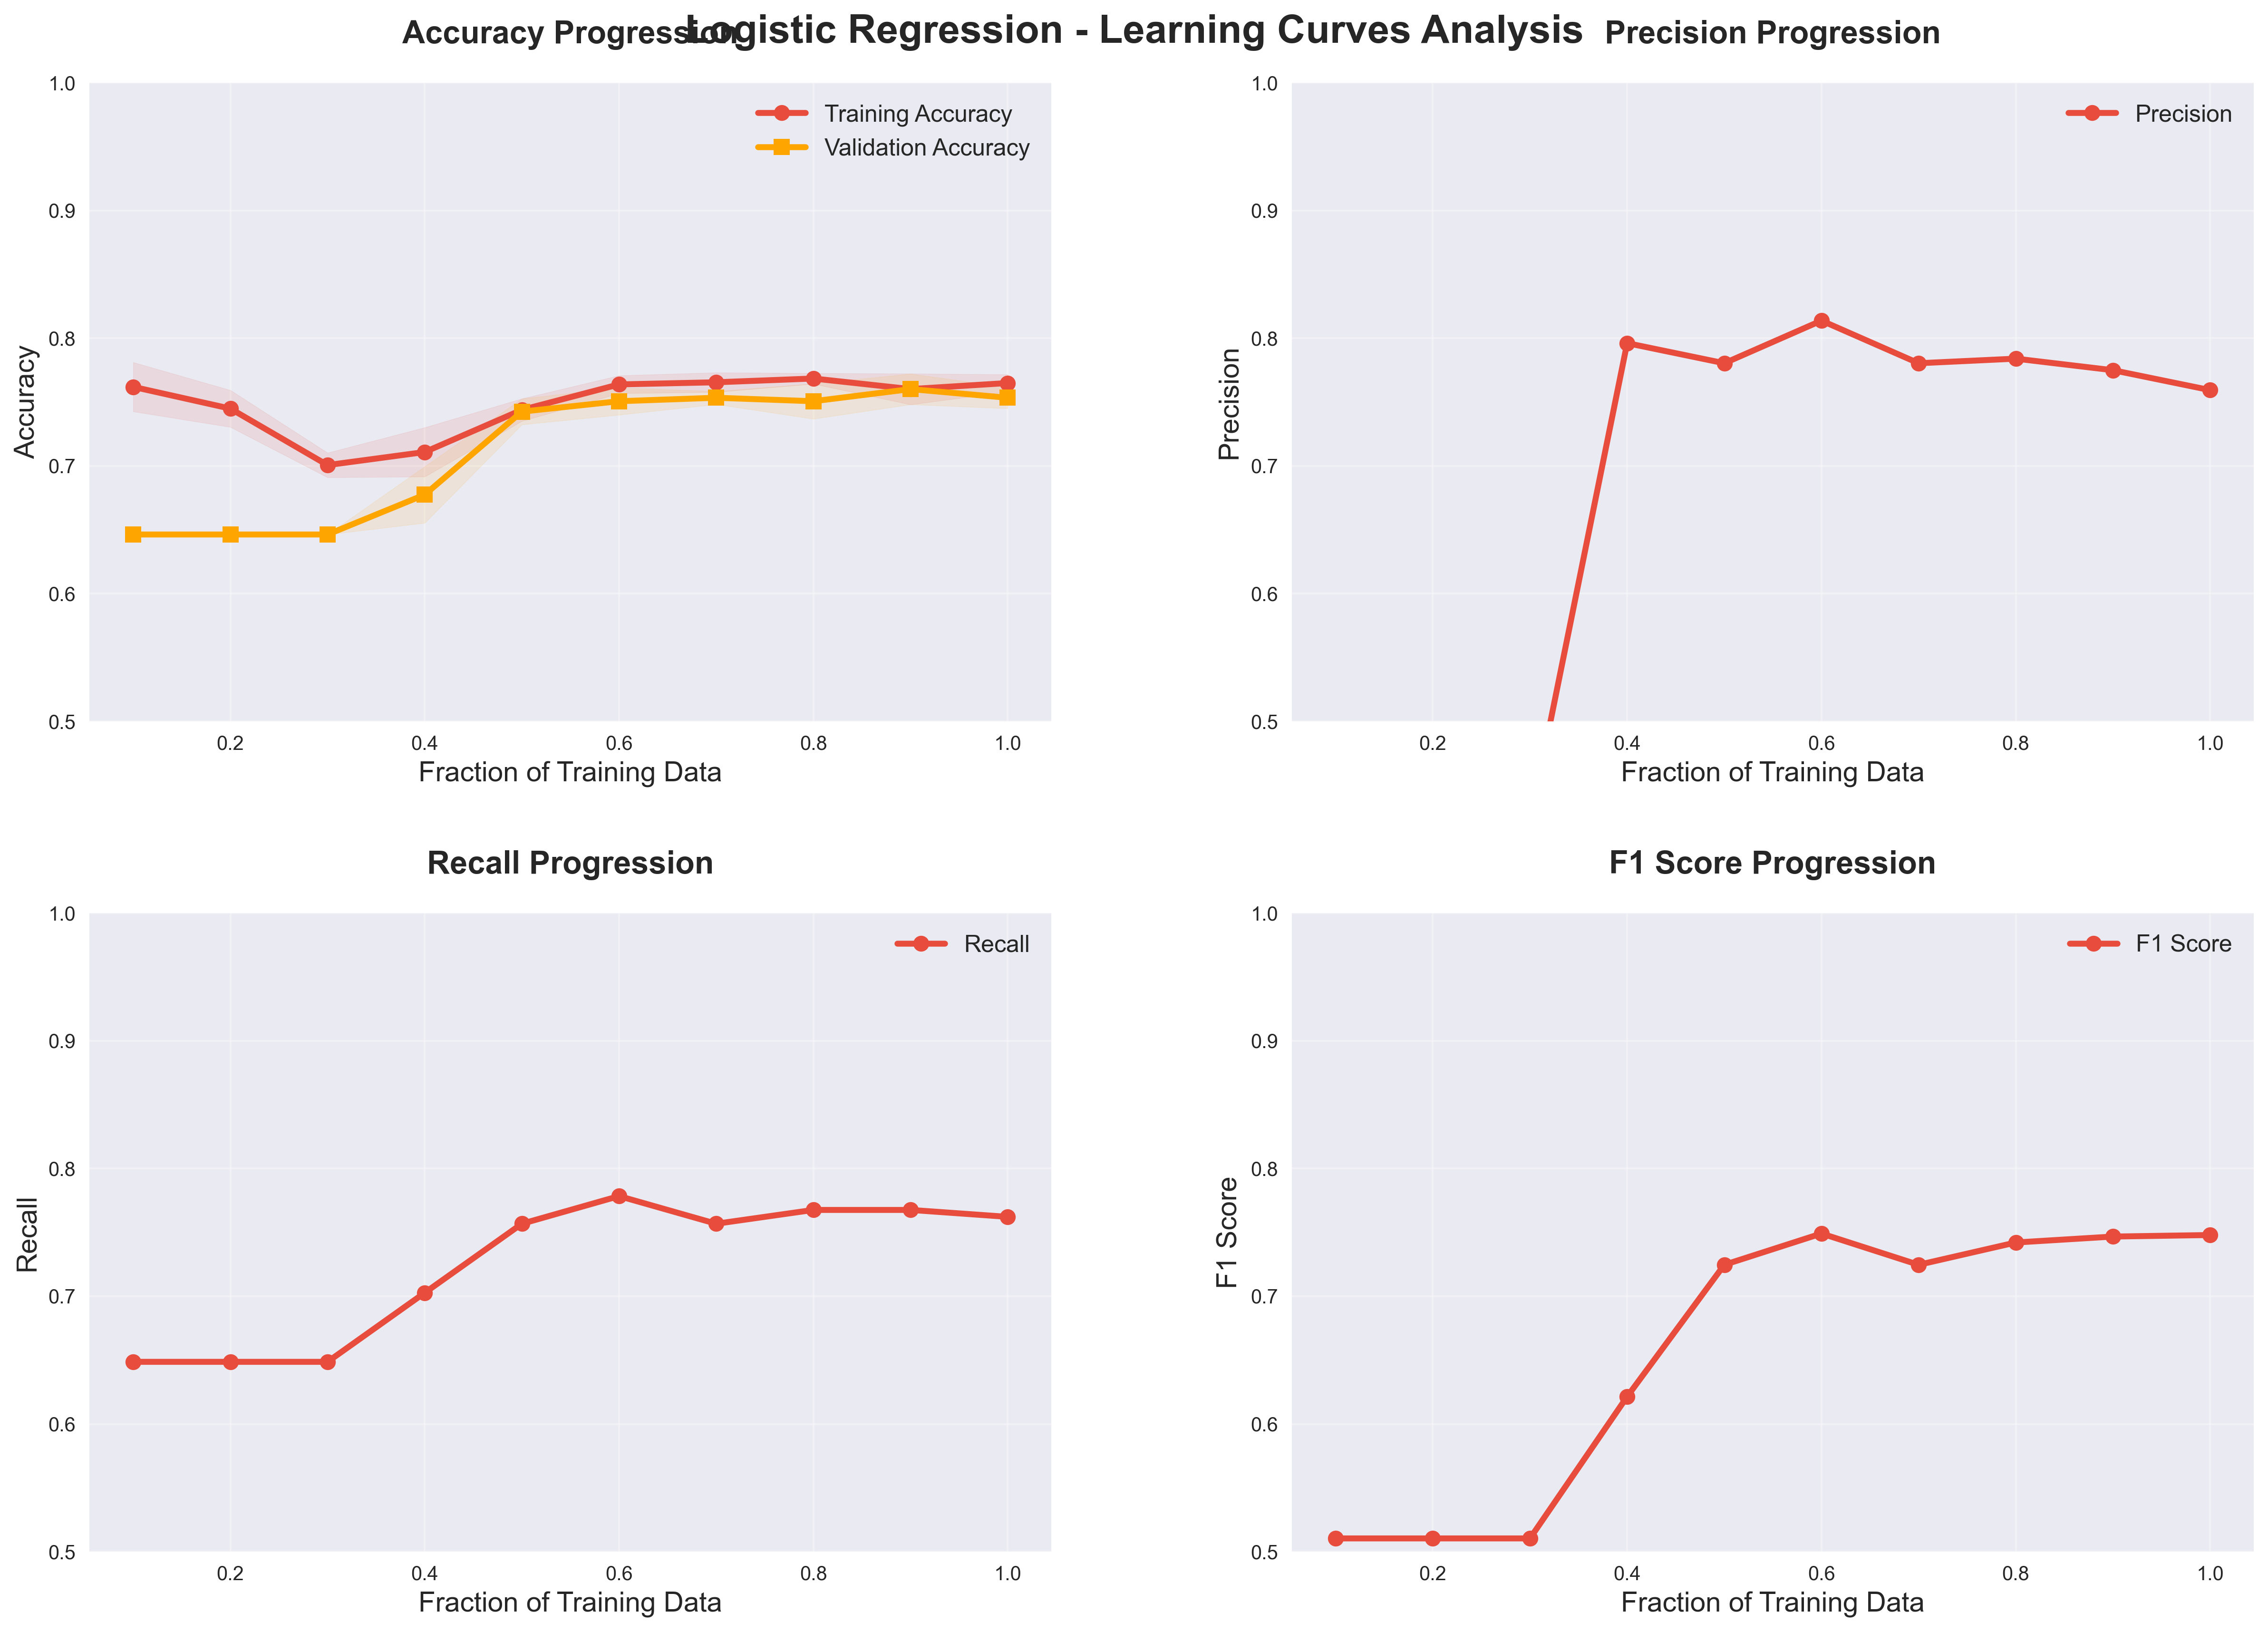 Logistic Regression - Learning Curves Analysis
Accuracy Progression
1.0
0.9
0.8
0.7
0.6
0.5
Accuracy
Training Accuracy
Validation Accuracy
0.2 0.4 0.6 0.8 1.0
Fraction of Training Data
Precision Progression
1.0
0.9
0.8
0.7
0.6
0.5
Precision
Precision
0.2 0.4 0.6 0.8 1.0
Fraction of Training Data
Recall Progression
1.0
0.9
0.8
0.7
0.6
0.5
Recall
Recall
0.2 0.4 0.6 0.8 1.0
Fraction of Training Data
F1 Score Progression
1.0
0.9
0.8
0.7
0.6
0.5
F1 Score
F1 Score
0.2 0.4 0.6 0.8 1.0
Fraction of Training Data